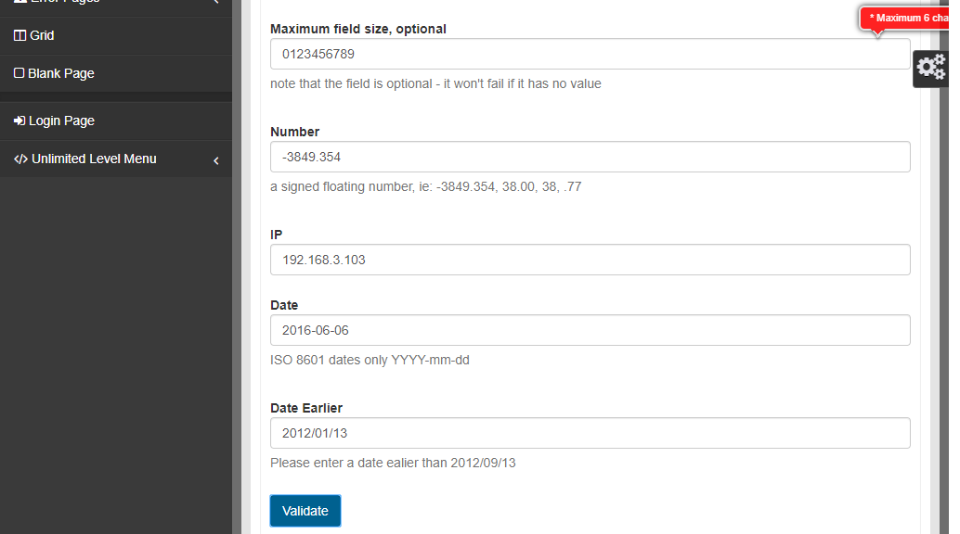 Error Pages
Grid
Blank Page
Login Page
Unlimited Level Menu
* Maximum 6 cha
Maximum field size, optional
0123456789
note that the field is optional - it won't fail if it has no value
Number
-3849.354
a signed floating number, ie: -3849.354, 38.00, 38, .77
IP
192.168.3.103
Date
2016-06-06
ISO 8601 dates only YYYY-mm-dd
Date Earlier
2012/01/13
Please enter a date ealier than 2012/09/13
Validate